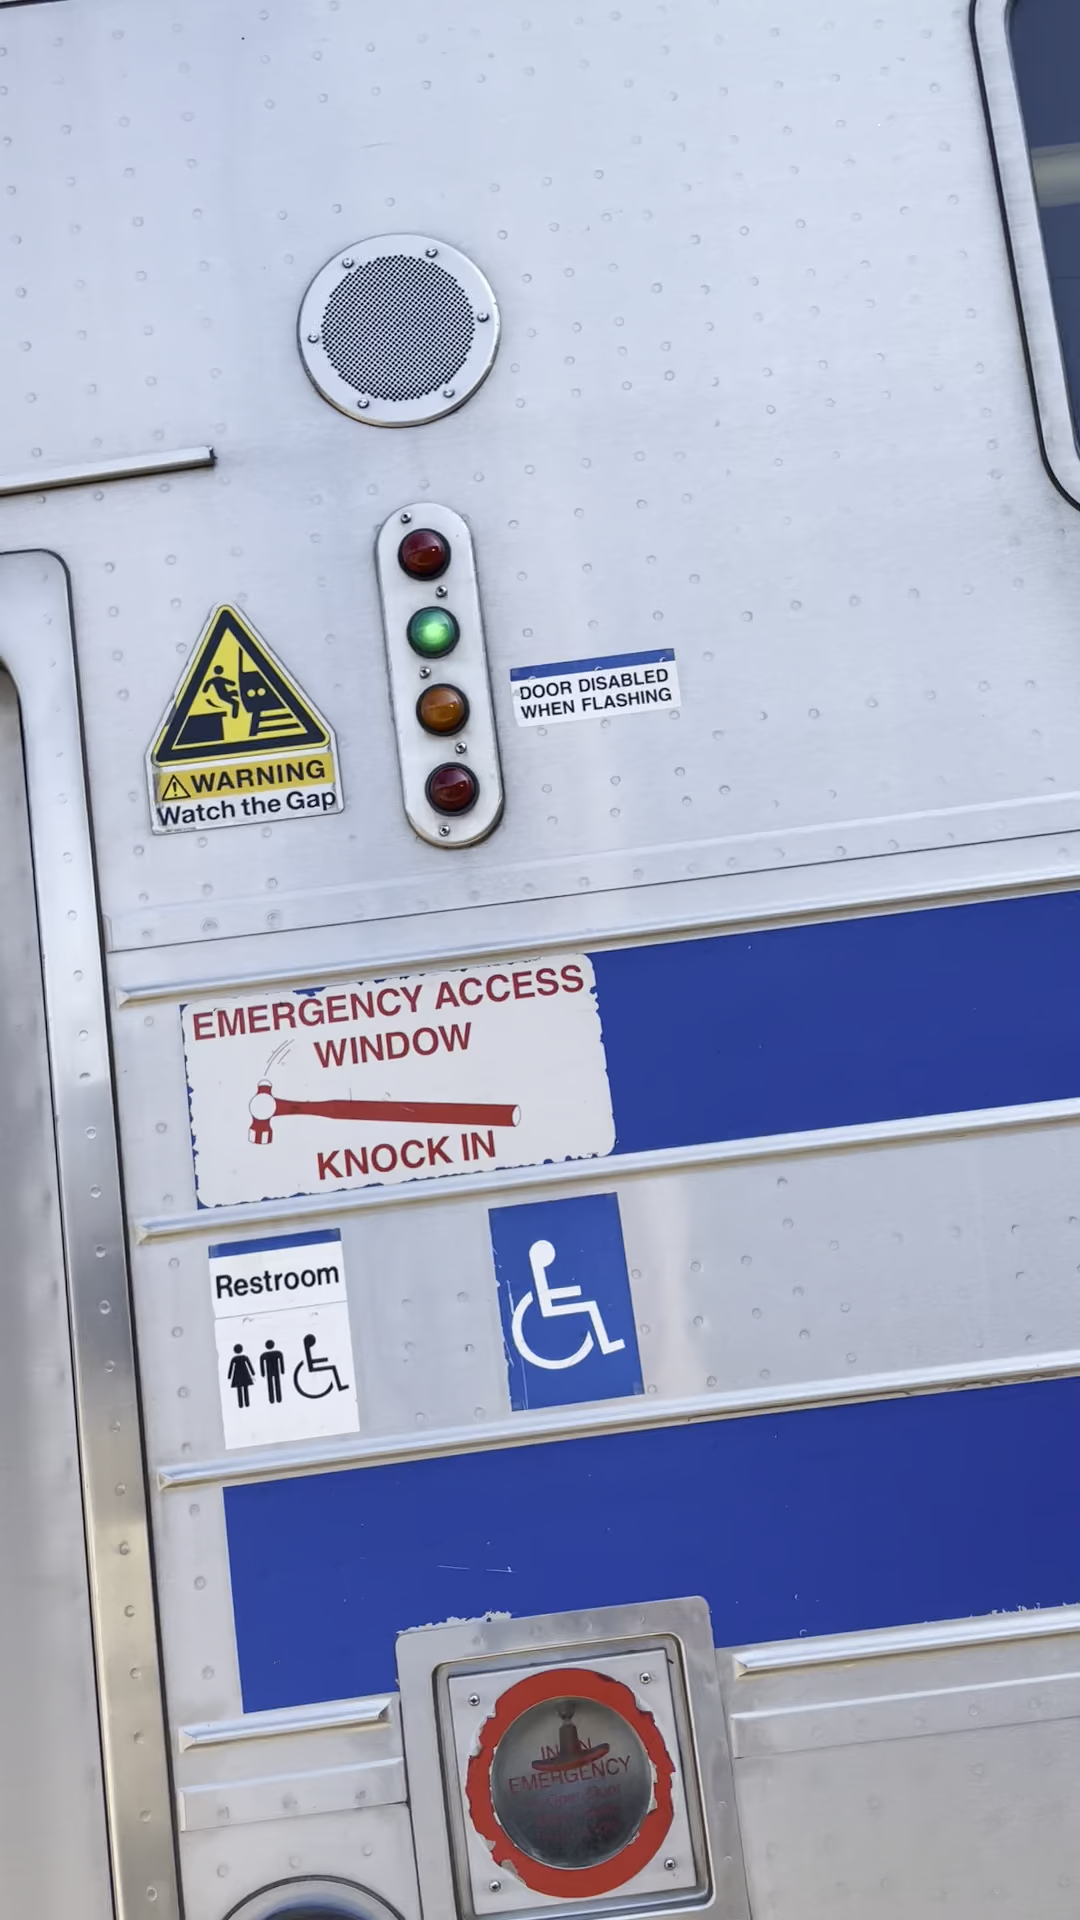 DOOR DISABLED
WHEN FLASHING
WARNING
Watch the Gap
EMERGENCY ACCESS
WINDOW
KNOCK IN
Restroom
EMERGENCY